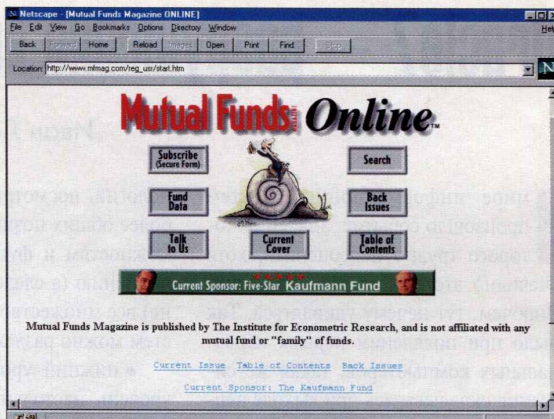 Netscape - [Mutual Funds Magazine ONLINE]
File Edit View Go Bookmarks Options Directory Window Help
Back Forward Home Reload Images Open Print Find Stop
Location: http://www.mfmag.com/reg_usr/start.htm
N
Mutual Funds Online™
Subscribe
(Secure Form)
Search
Fund
Data
Back
Issues
Talk
to Us
Current
Cover
Table of
Contents
Current Sponsor: Five-Star Kaufmann Fund
Mutual Funds Magazine is published by The Institute for Econometric Research, and is not affiliated with any
mutual fund or "family" of funds.
Current Issue Table of Contents Back Issues
Current Sponsor: The Kaufmann Fund